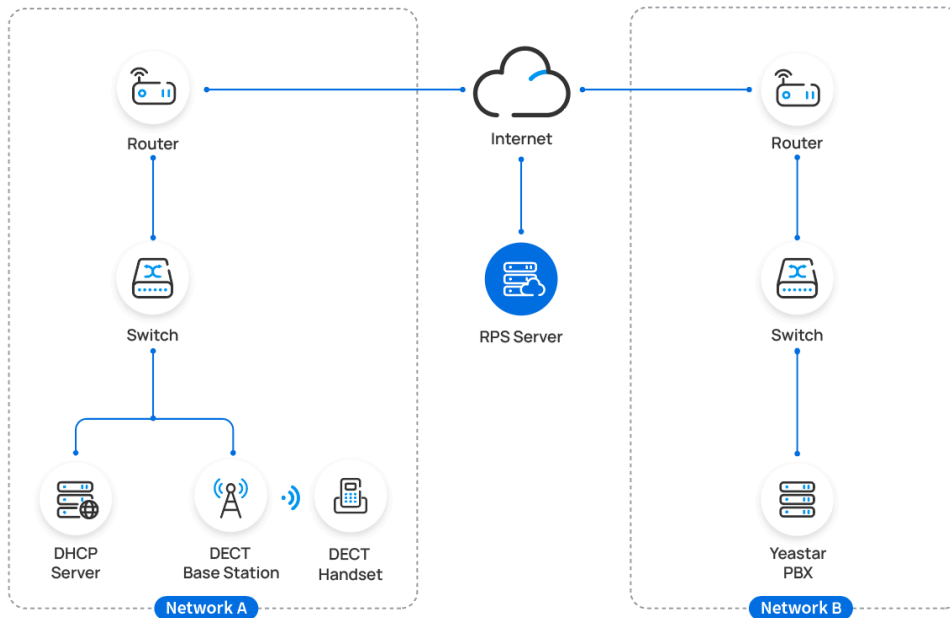 Router
Internet
Router
Switch
RPS Server
Switch
DHCP
Server
DECT
Base Station
DECT
Handset
Yeastar
PBX
Network A
Network B